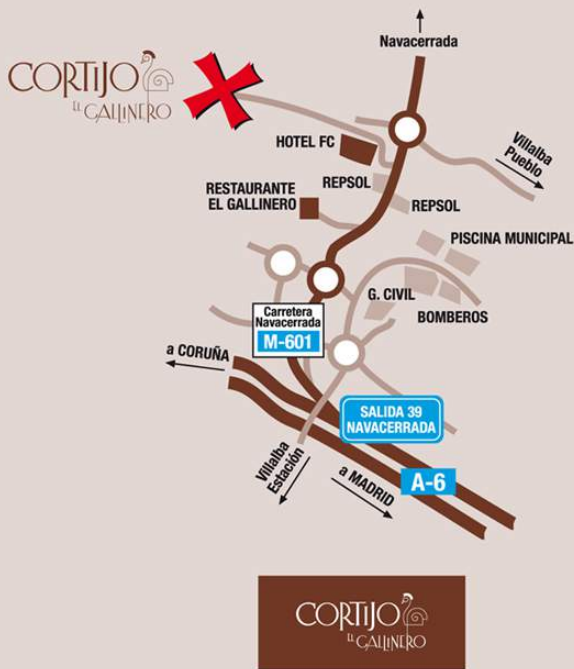 Navacerrada
CORTIJO
EL GALLINERO
HOTEL FC
Villalba
Pueblo
REPSOL
RESTAURANTE
EL GALLINERO
REPSOL
PISCINA MUNICIPAL
G. CIVIL
BOMBEROS
Carretera
Navacerrada
M-601
a CORUÑA
SALIDA 39
NAVACERRADA
Villalba
Estación
a MADRID
A-6
CORTIJO
EL GALLINERO